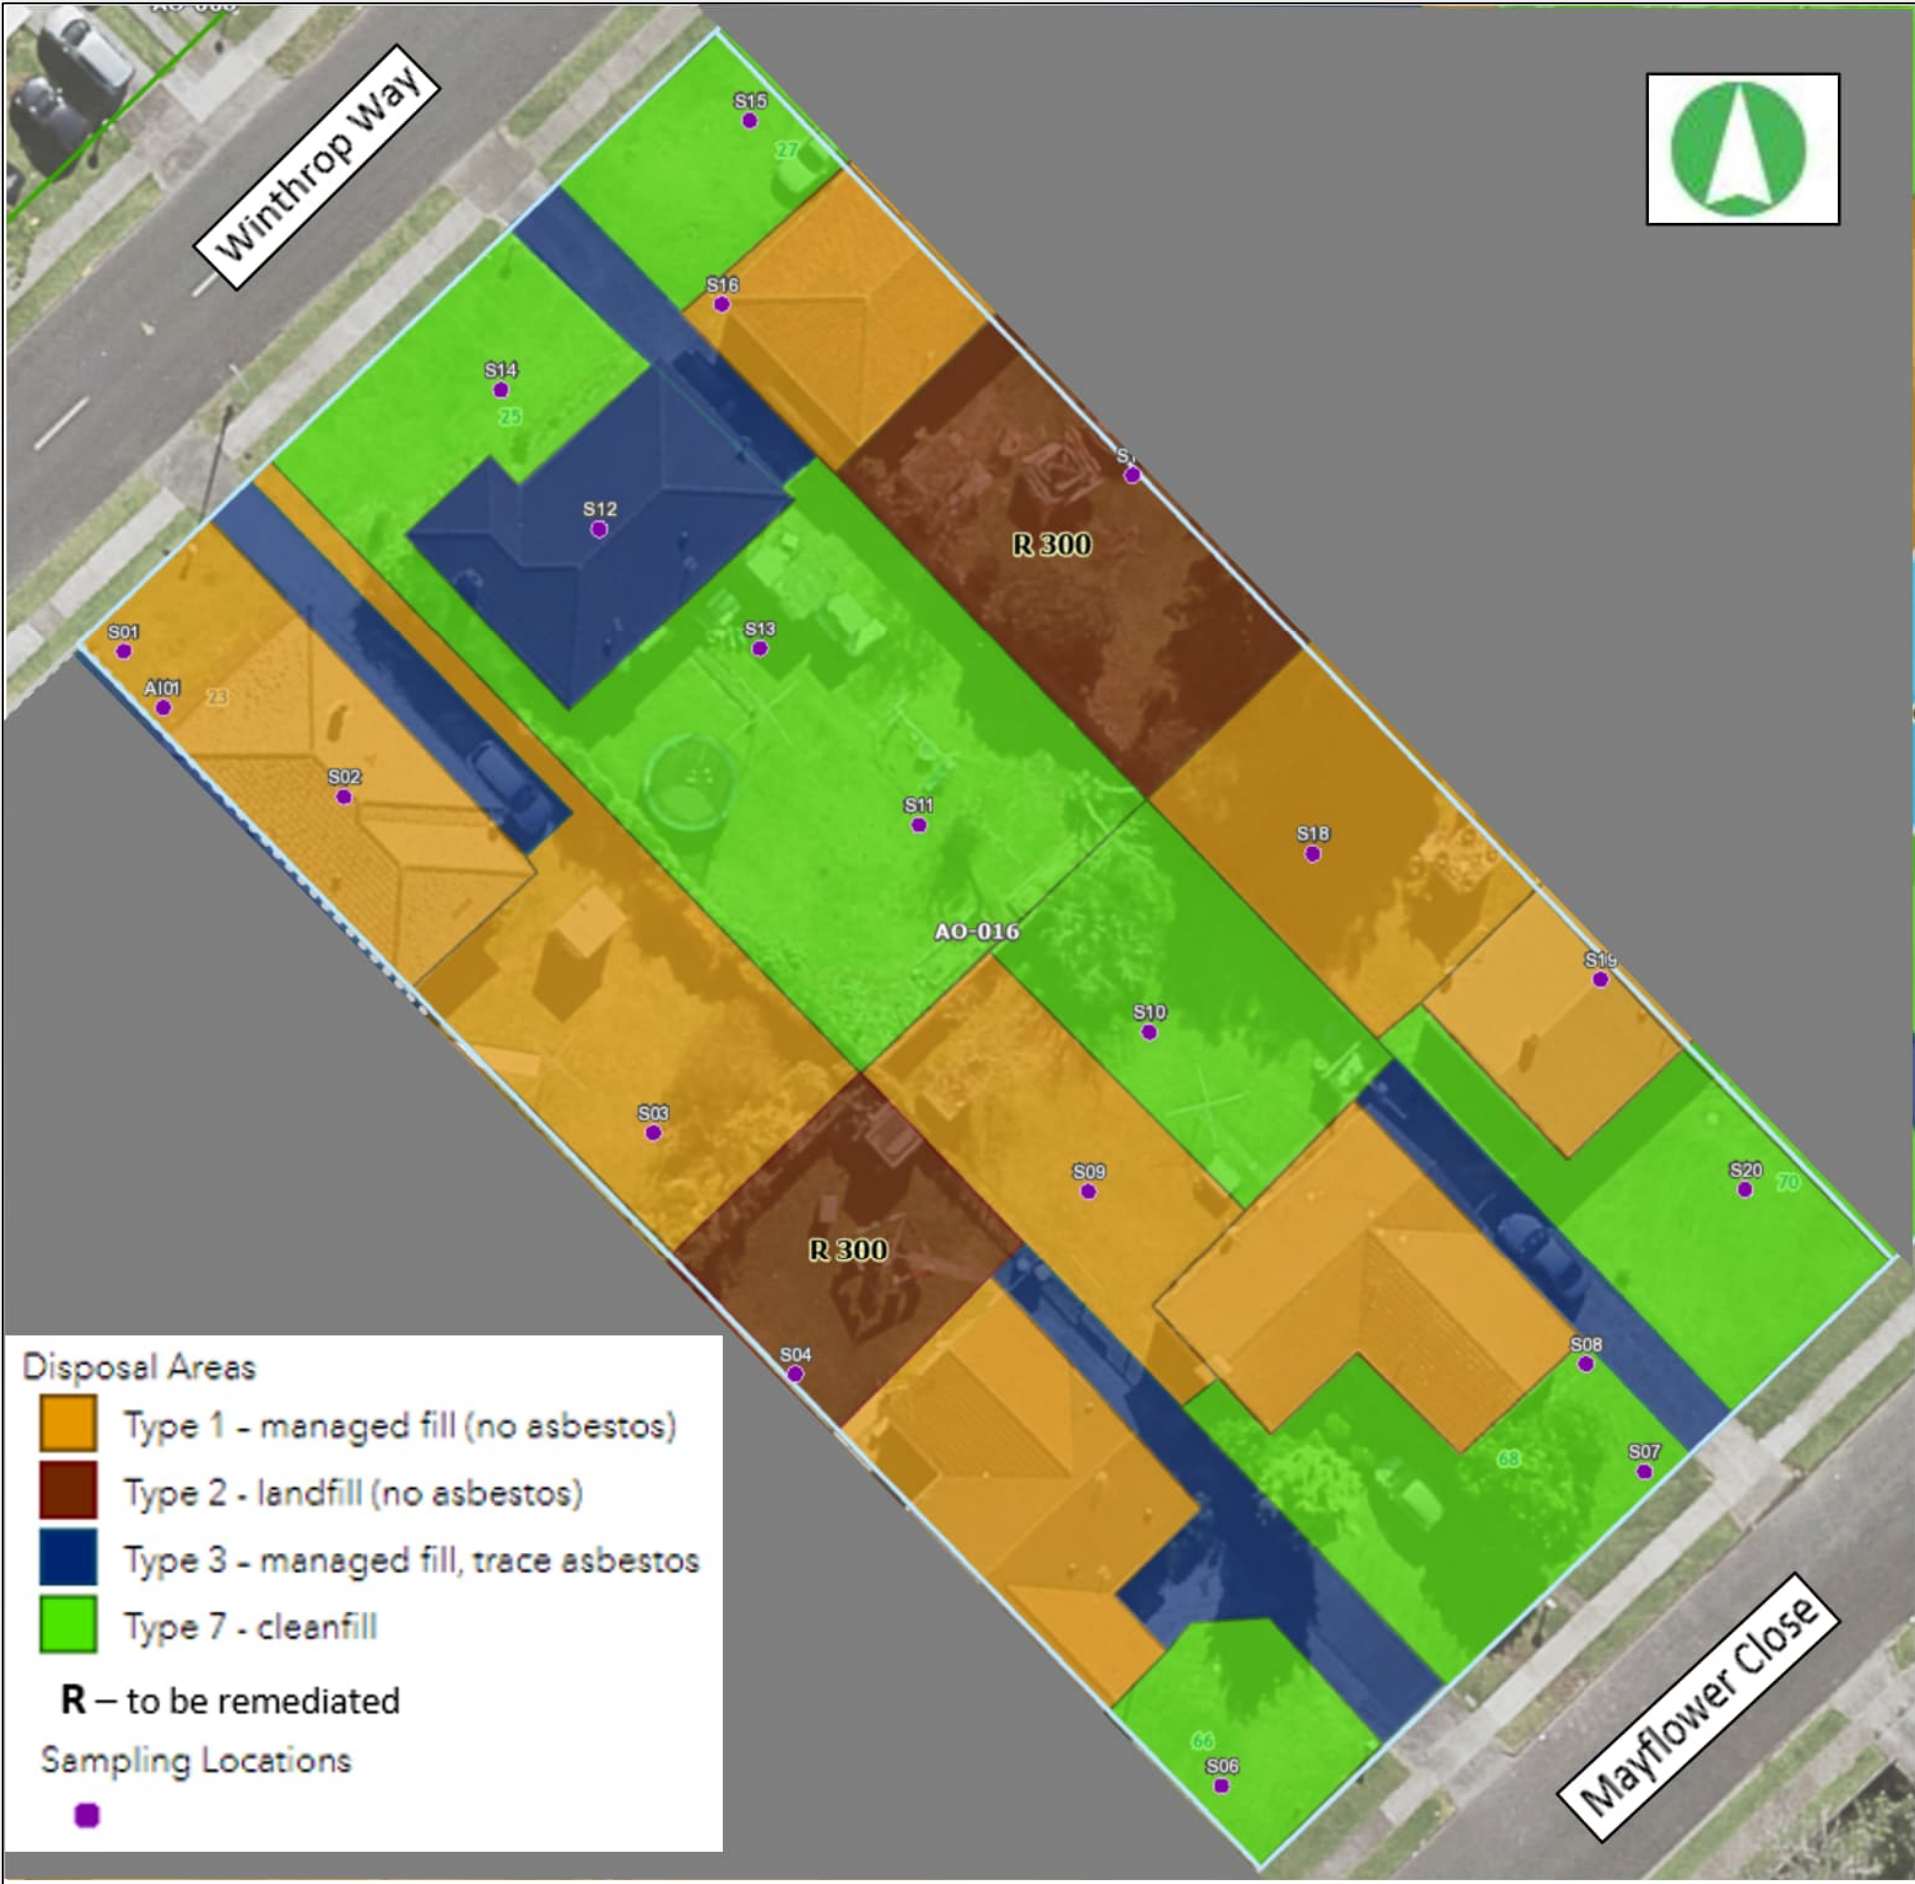 Winthrop Way
S15
27
S16
S14
25
S12
R 300
S01
AI01
23
S13
S02
S11
S18
AO-016
S19
S10
S03
S09
S20
70
R 300
S04
S08
68
S07
66
S06
Mayflower Close
Disposal Areas
Type 1 – managed fill (no asbestos)
Type 2 - landfill (no asbestos)
Type 3 – managed fill, trace asbestos
Type 7 - cleanfill
R – to be remediated
Sampling Locations